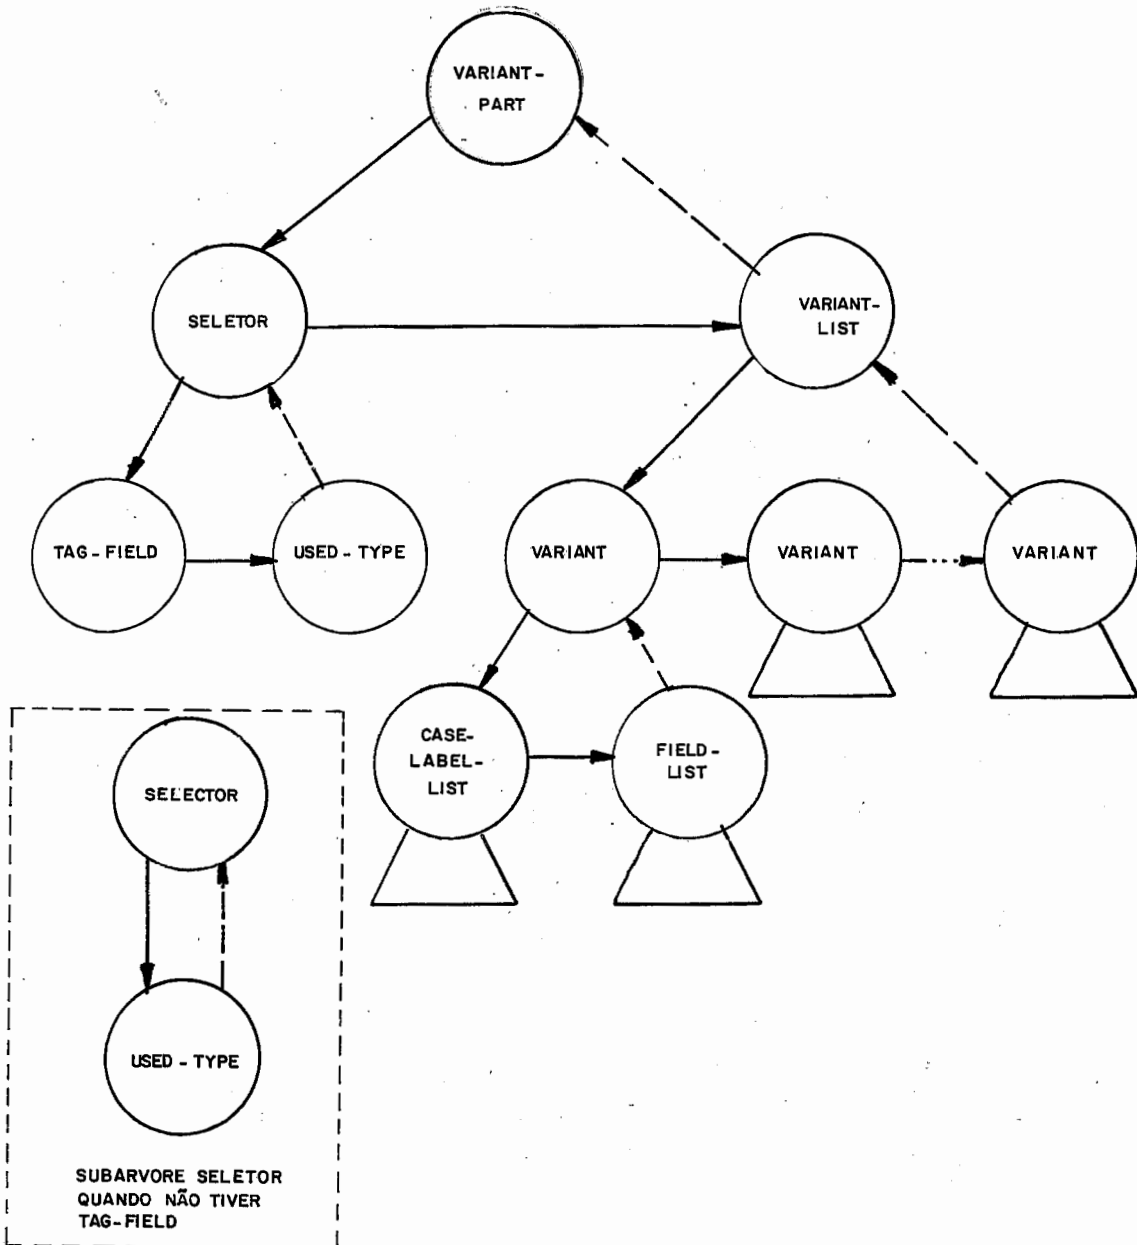 VARIANT-
PART
SELETOR
VARIANT-
LIST
TAG-FIELD
USED-TYPE
VARIANT
VARIANT
VARIANT
CASE-
LABEL-
LIST
FIELD-
LIST
SELECTOR
USED-TYPE
SUBARVORE SELETOR
QUANDO NÃO TIVER
TAG-FIELD